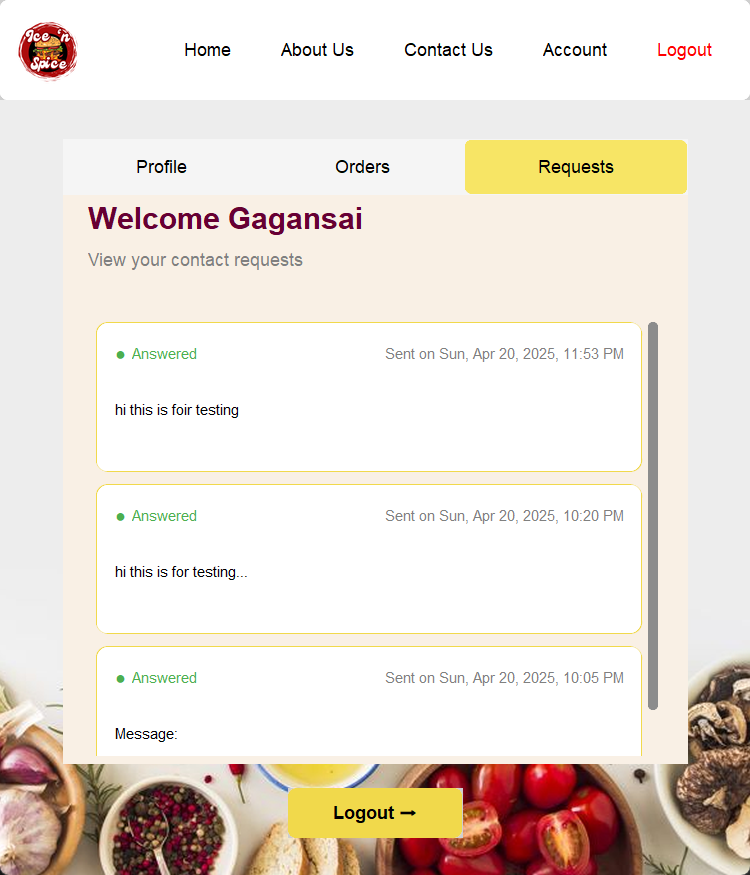 Ice 'n
Spice
Home About Us Contact Us Account Logout
Profile Orders Requests
Welcome Gagansai
View your contact requests
Answered Sent on Sun, Apr 20, 2025, 11:53 PM
hi this is foir testing
Answered Sent on Sun, Apr 20, 2025, 10:20 PM
hi this is for testing...
Answered Sent on Sun, Apr 20, 2025, 10:05 PM
Message:
Logout →